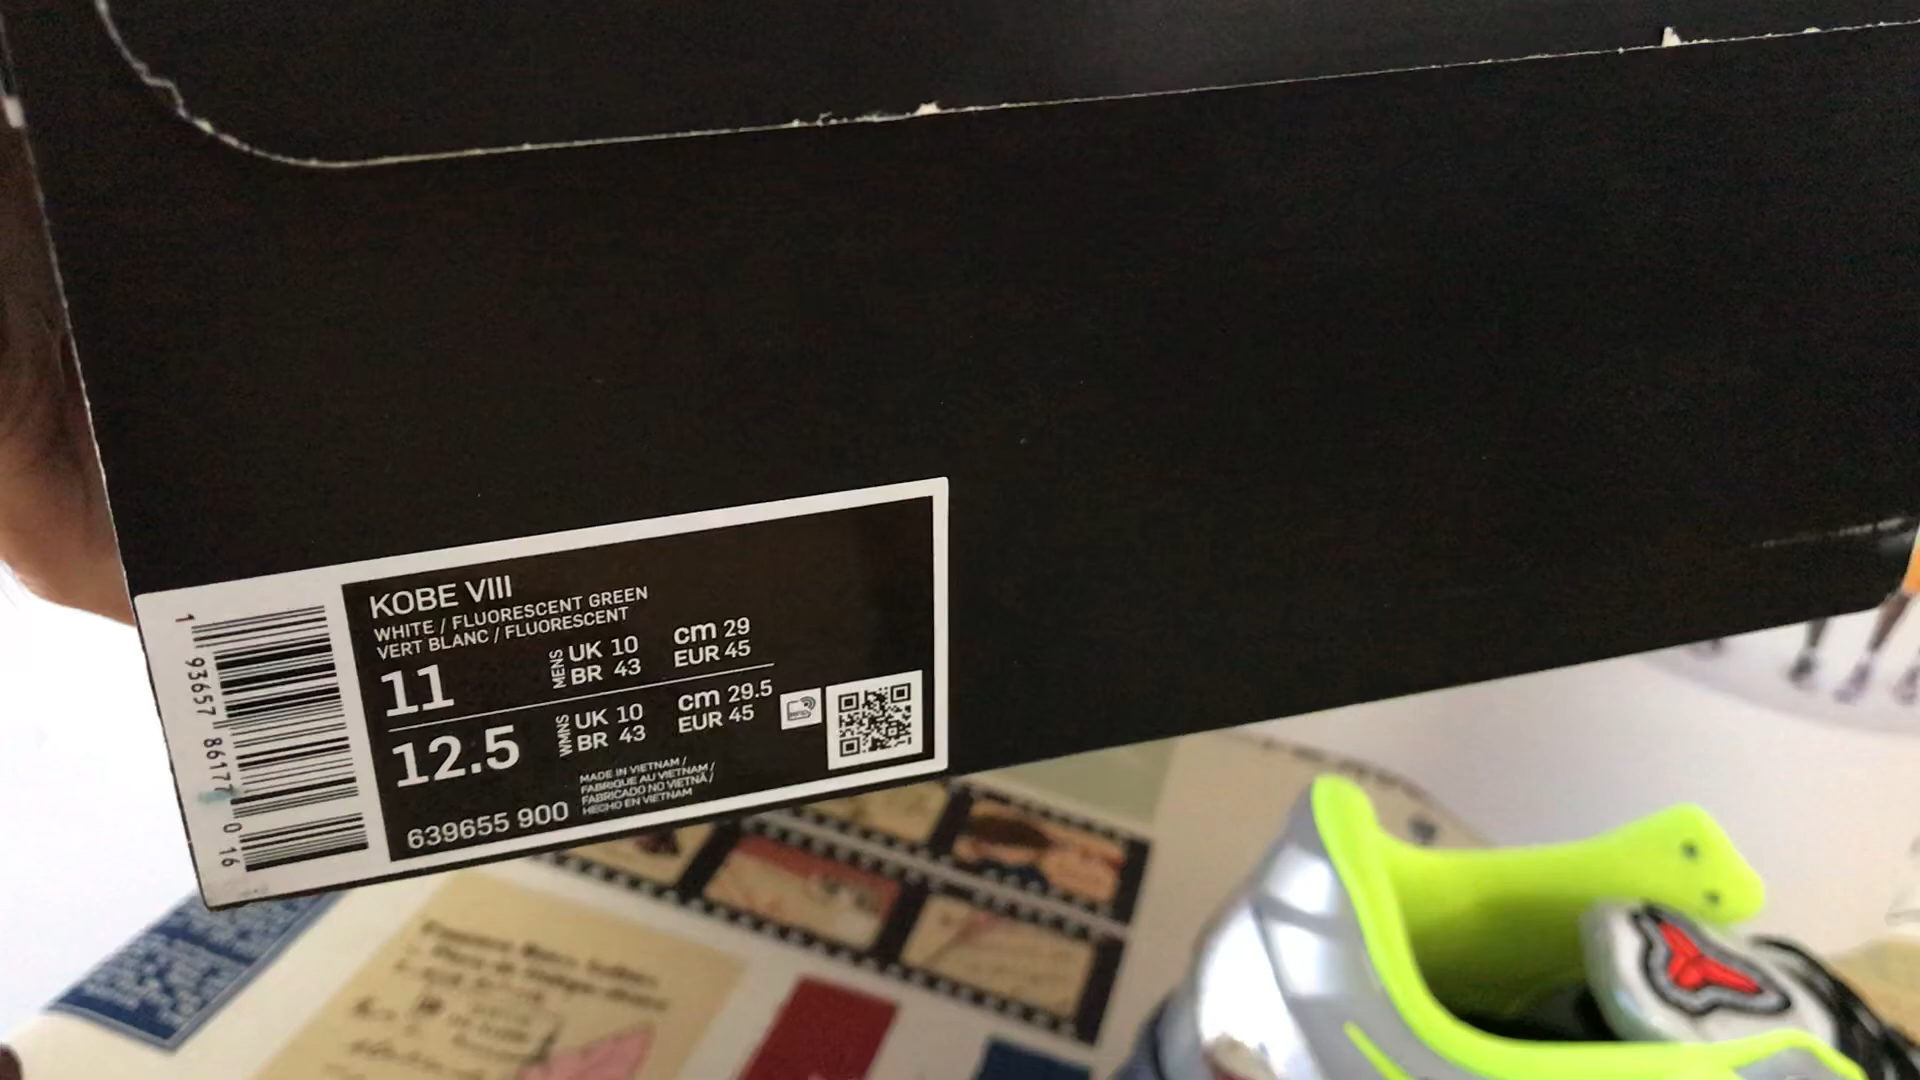 KOBE VIII
WHITE / FLUORESCENT GREEN
VERT BLANC / FLUORESCENT
11
MENS
UK 10
BR 43
cm 29
EUR 45
12.5
WMNS
UK 10
BR 43
cm 29.5
EUR 45
639655 900
MADE IN VIETNAM /
FABRIQUE AU VIETNAM /
FABRICADO NO VIETNÃ /
HECHO EN VIETNAM
1 93657 86177 0 16